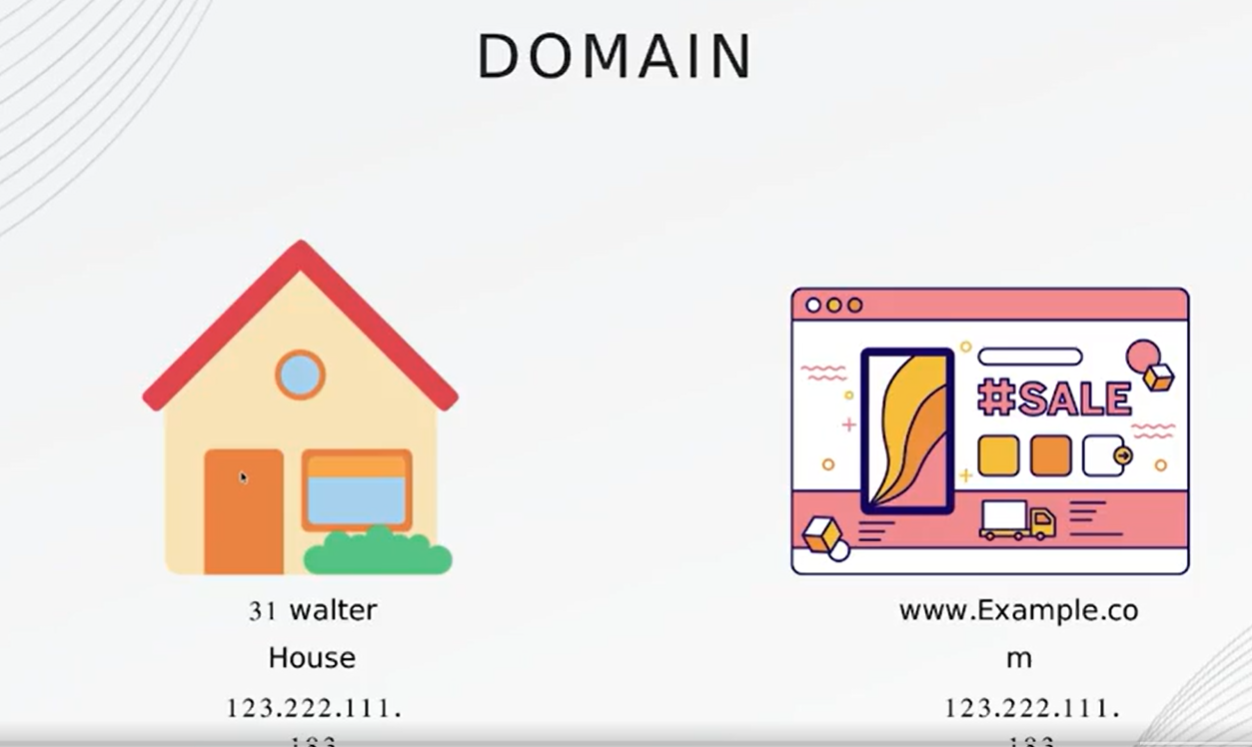 DOMAIN
#SALE
31 walter
House
123.222.111.
www.Example.co
m
123.222.111.